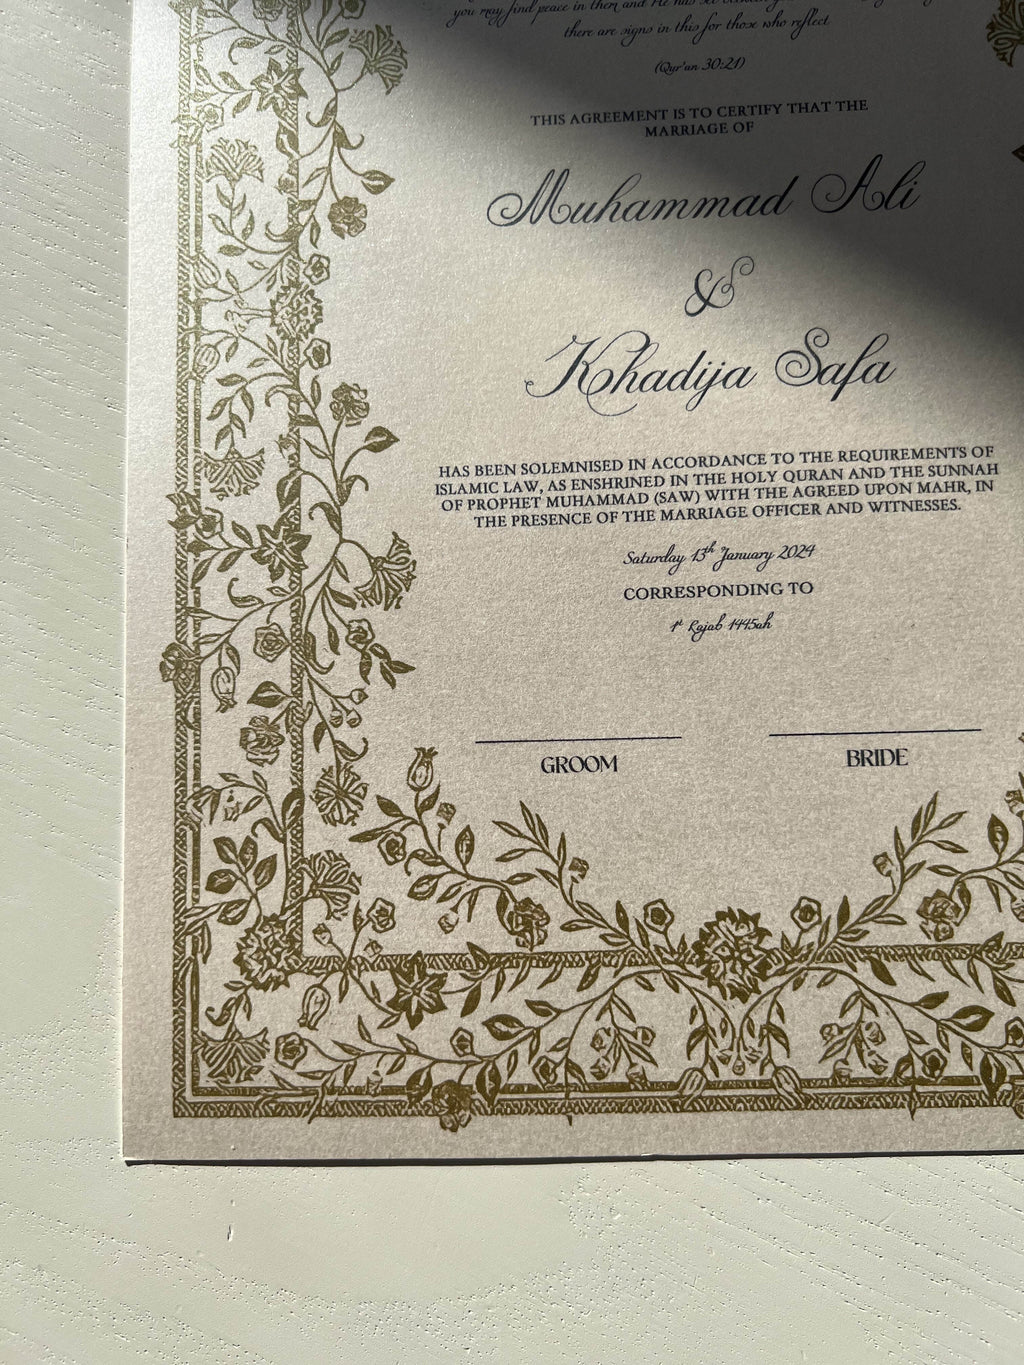 you may find peace in them and He has set between you
there are signs in this for those who reflect
(Qur'an 30:21)
THIS AGREEMENT IS TO CERTIFY THAT THE
MARRIAGE OF
Muhammad Ali
&
Khadija Safa
HAS BEEN SOLEMNISED IN ACCORDANCE TO THE REQUIREMENTS OF
ISLAMIC LAW, AS ENSHRINED IN THE HOLY QURAN AND THE SUNNAH
OF PROPHET MUHAMMAD (SAW) WITH THE AGREED UPON MAHR, IN
THE PRESENCE OF THE MARRIAGE OFFICER AND WITNESSES.
Saturday 13th January 2024
CORRESPONDING TO
1st Rajab 1445ah
GROOM BRIDE